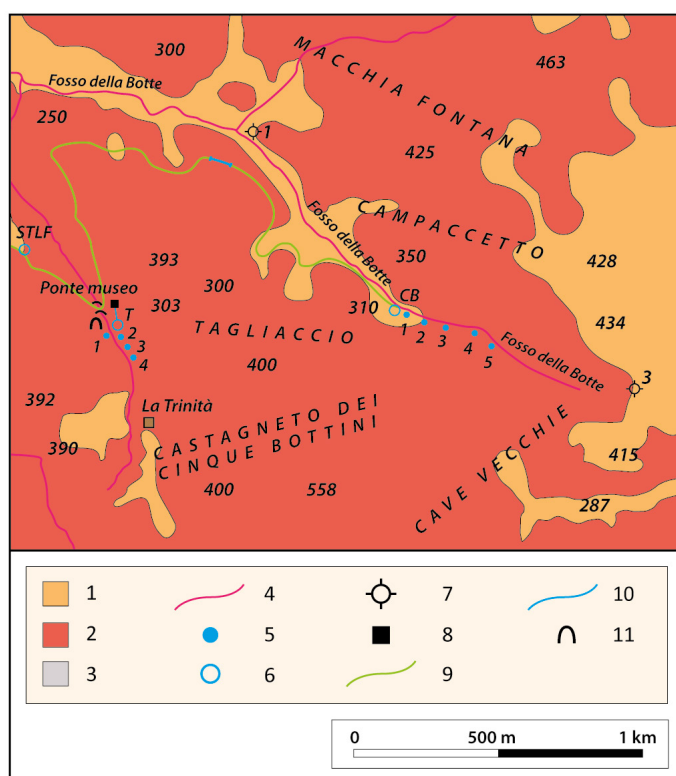 MACCHIA FONTANA
300
463
Fosso della Botte
250
1
425
Fosso della Botte
CAMPACCETTO
STLF
393
350
428
Ponte museo
300
303
310
CB
434
T
TAGLIACCIO
1
2
3
4
5
1
2
3
4
400
Fosso della Botte
3
392
La Trinità
CASTAGNETO DEI
CINQUE BOTTINI
CAVE VECCHIE
390
415
400
558
287
1
4
7
10
2
5
8
11
3
6
9
0
500 m
1 km